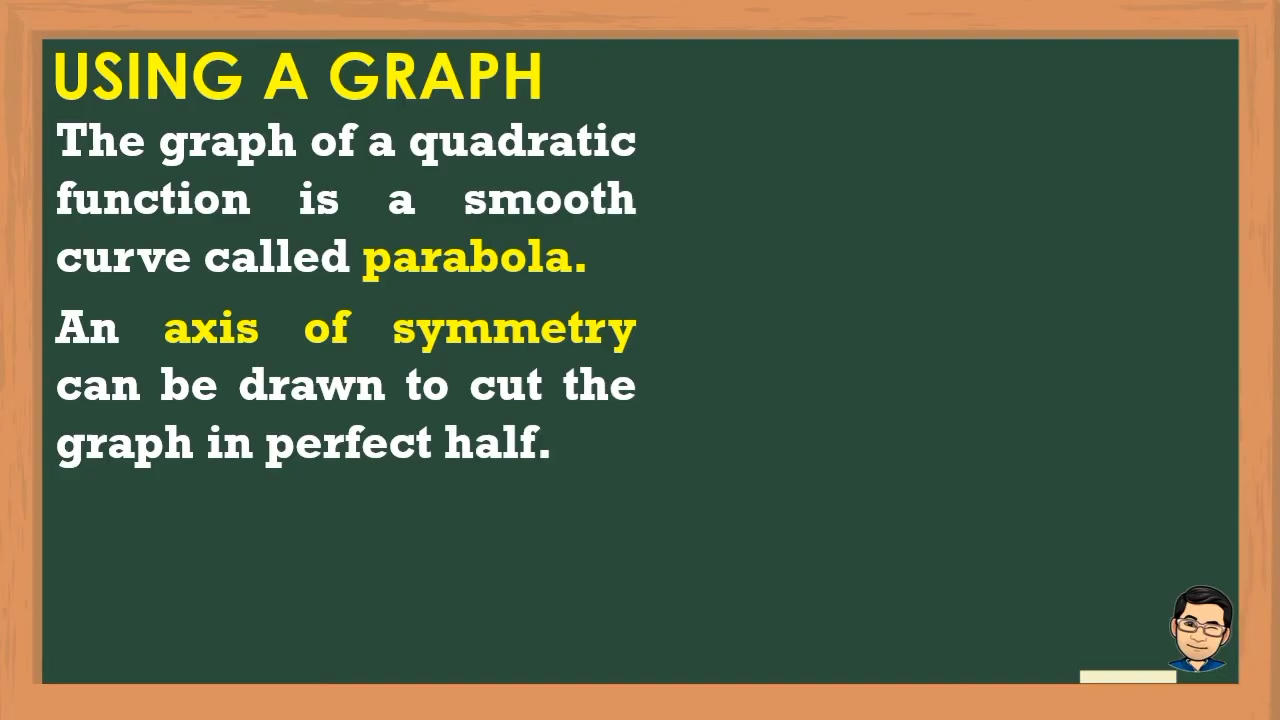 USING A GRAPH
The graph of a quadratic
function is a smooth
curve called parabola.
An axis of symmetry
can be drawn to cut the
graph in perfect half.